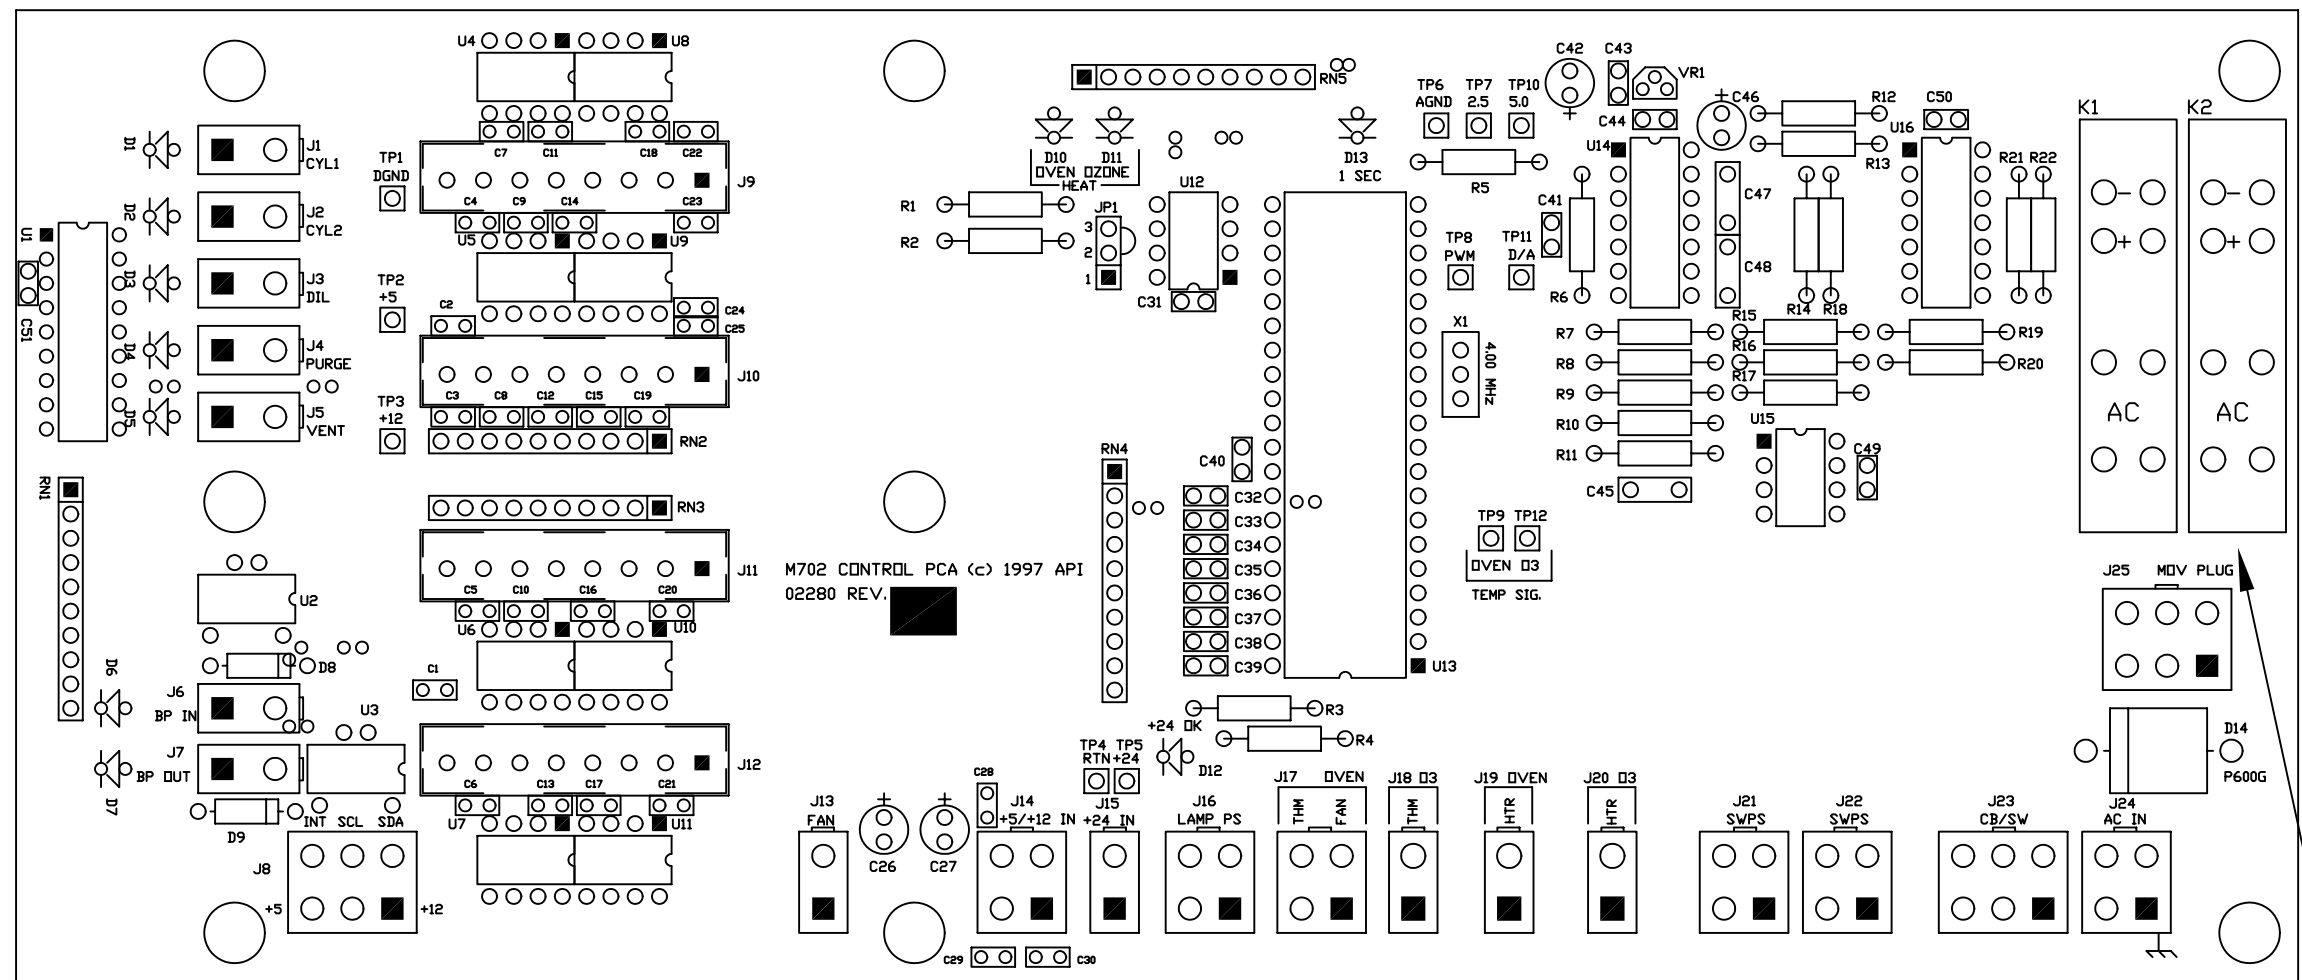 U4
U8
D1
J1
CYL1
TP1
DGND
C7
C11
C18
C22
J9
D2
J2
CYL2
C4
C9
C14
C23
U5
U9
U1
D3
J3
DIL
TP2
+5
C2
C24
C25
C51
D4
J4
PURGE
J10
TP3
+12
C3
C8
C12
C15
C19
D5
J5
VENT
RN2
RN1
RN3
J11
C5
C10
C16
C20
U2
U6
U10
D8
C1
D6
J6
BP IN
U3
J7
BP OUT
J12
D7
C6
C13
C17
C21
D9
INT SCL SDA
U7
U11
J8
+5
+12
M702 CONTROL PCA (c) 1997 API
02280 REV.
RN5
D10
D11
OVEN OZONE
HEAT
D13
1 SEC
TP6
AGND
TP7
2.5
TP10
5.0
C42
C43
VR1
C44
C46
R12
R13
C50
U14
U16
K1
K2
R5
R21
R22
R1
R2
JP1
3
2
1
U12
C31
TP8
PWM
TP11
D/A
C41
C47
C48
R6
R14
R18
X1
4.00 MHz
R7
R8
R9
R10
R11
R15
R16
R17
R19
R20
U15
C45
C49
- -
+ +
AC
AC
RN4
C40
C32
C33
C34
C35
C36
C37
C38
C39
TP9
TP12
OVEN O3
TEMP SIG.
U13
J25
MOV PLUG
R3
R4
+24 OK
D12
TP4
RTN
TP5
+24
D14
P600G
J13
FAN
C26
C27
C28
J14
+5/+12 IN
J15
+24 IN
J16
LAMP PS
J17
OVEN
THM
FAN
J18 O3
THM
J19 OVEN
HTR
J20 O3
HTR
J21
SWPS
J22
SWPS
J23
CB/SW
J24
AC IN
C29
C30